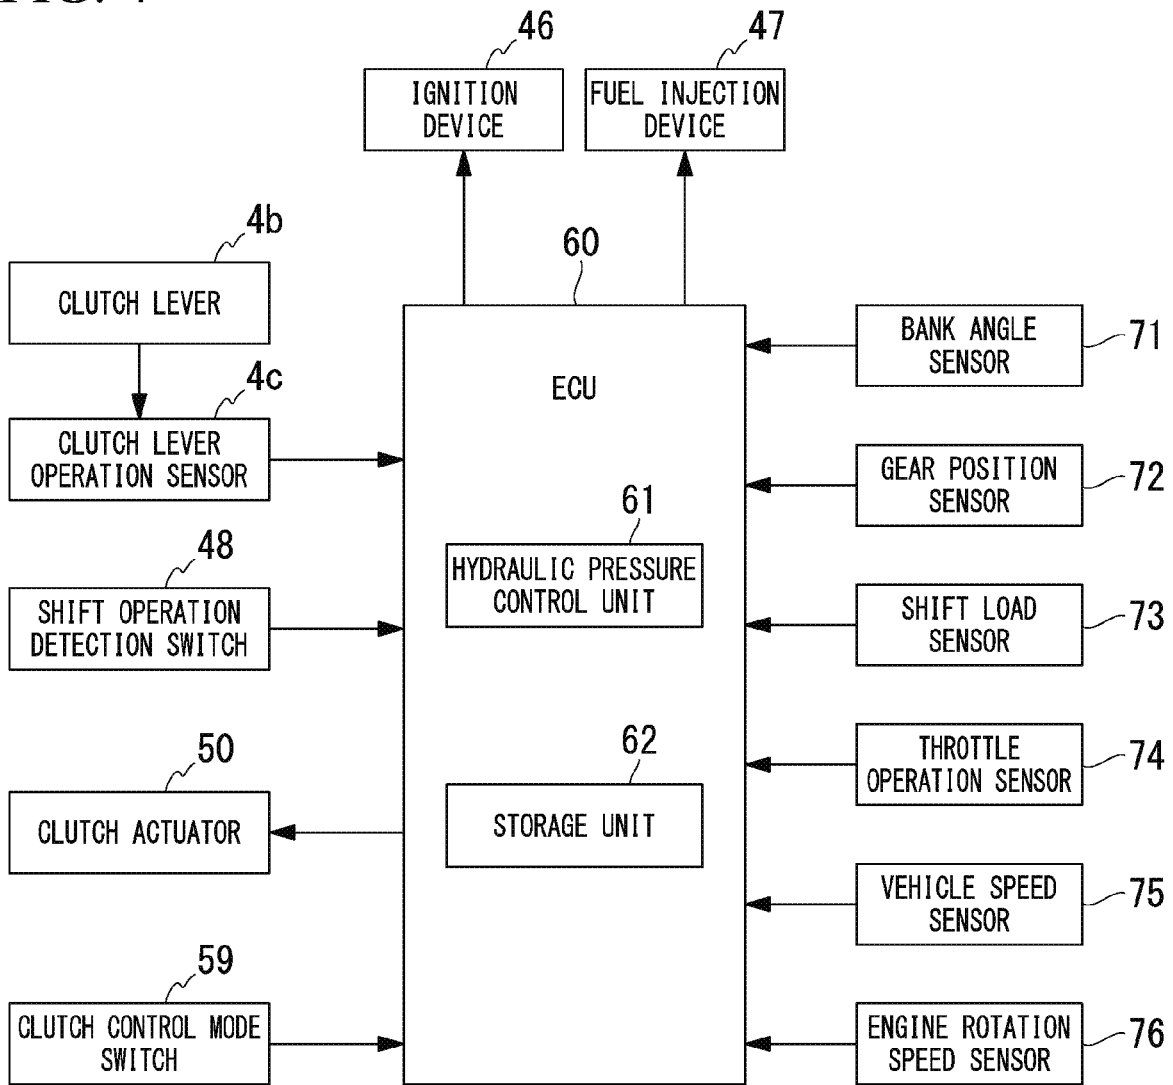 46
47
IGNITION
DEVICE
FUEL INJECTION
DEVICE
4b
CLUTCH LEVER
60
ECU
4c
CLUTCH LEVER
OPERATION SENSOR
BANK ANGLE
SENSOR
71
GEAR POSITION
SENSOR
72
61
HYDRAULIC PRESSURE
CONTROL UNIT
48
SHIFT OPERATION
DETECTION SWITCH
SHIFT LOAD
SENSOR
73
50
CLUTCH ACTUATOR
62
STORAGE UNIT
THROTTLE
OPERATION SENSOR
74
VEHICLE SPEED
SENSOR
75
59
CLUTCH CONTROL MODE
SWITCH
ENGINE ROTATION
SPEED SENSOR
76